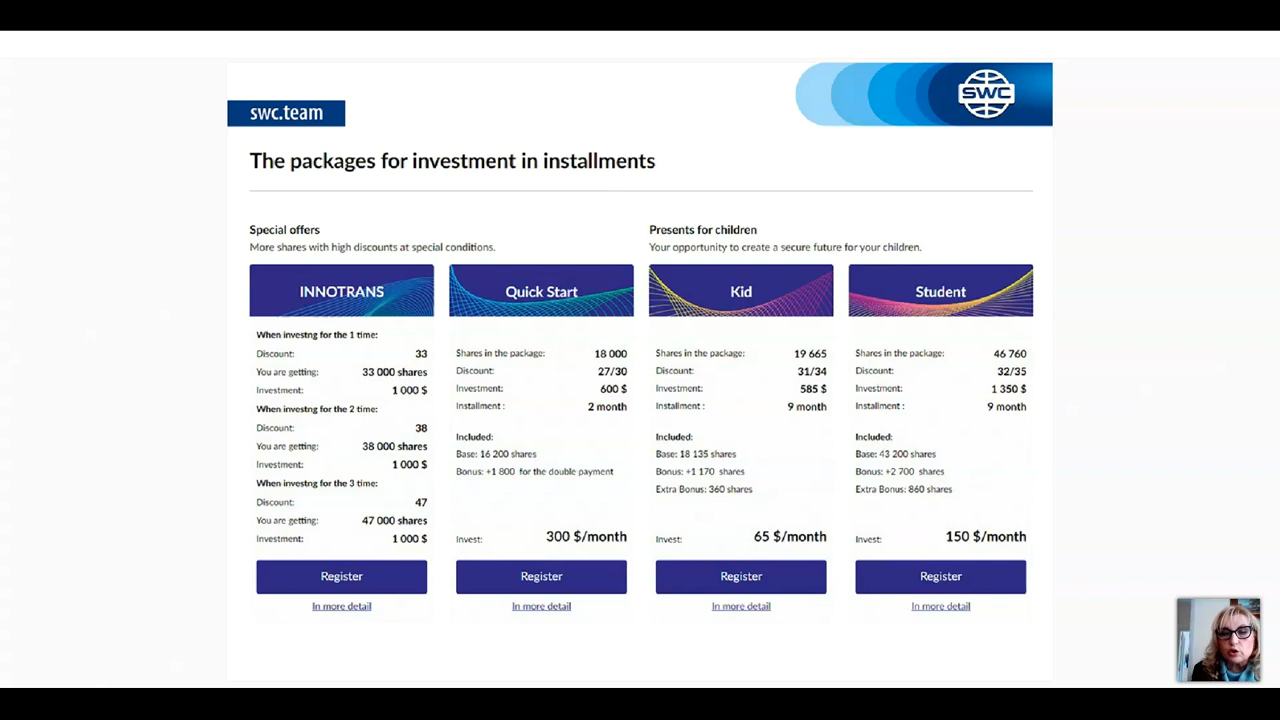 swc.team
SWC
The packages for investment in installments
Special offers
More shares with high discounts at special conditions.
Presents for children
Your opportunity to create a secure future for your children.
INNOTRANS
When investng for the 1 time:
Discount: 33
You are getting: 33 000 shares
Investment: 1 000 $
When investng for the 2 time:
Discount: 38
You are getting: 38 000 shares
Investment: 1 000 $
When investng for the 3 time:
Discount: 47
You are getting: 47 000 shares
Investment: 1 000 $
Register
In more detail
Quick Start
Shares in the package: 18 000
Discount: 27/30
Investment: 600 $
Installment : 2 month
Included:
Base: 16 200 shares
Bonus: +1 800 for the double payment
Invest: 300 $/month
Register
In more detail
Kid
Shares in the package: 19 665
Discount: 31/34
Investment: 585 $
Installment : 9 month
Included:
Base: 18 135 shares
Bonus: +1 170 shares
Extra Bonus: 360 shares
Invest: 65 $/month
Register
In more detail
Student
Shares in the package: 46 760
Discount: 32/35
Investment: 1 350 $
Installment : 9 month
Included:
Base: 43 200 shares
Bonus: +2 700 shares
Extra Bonus: 860 shares
Invest: 150 $/month
Register
In more detail